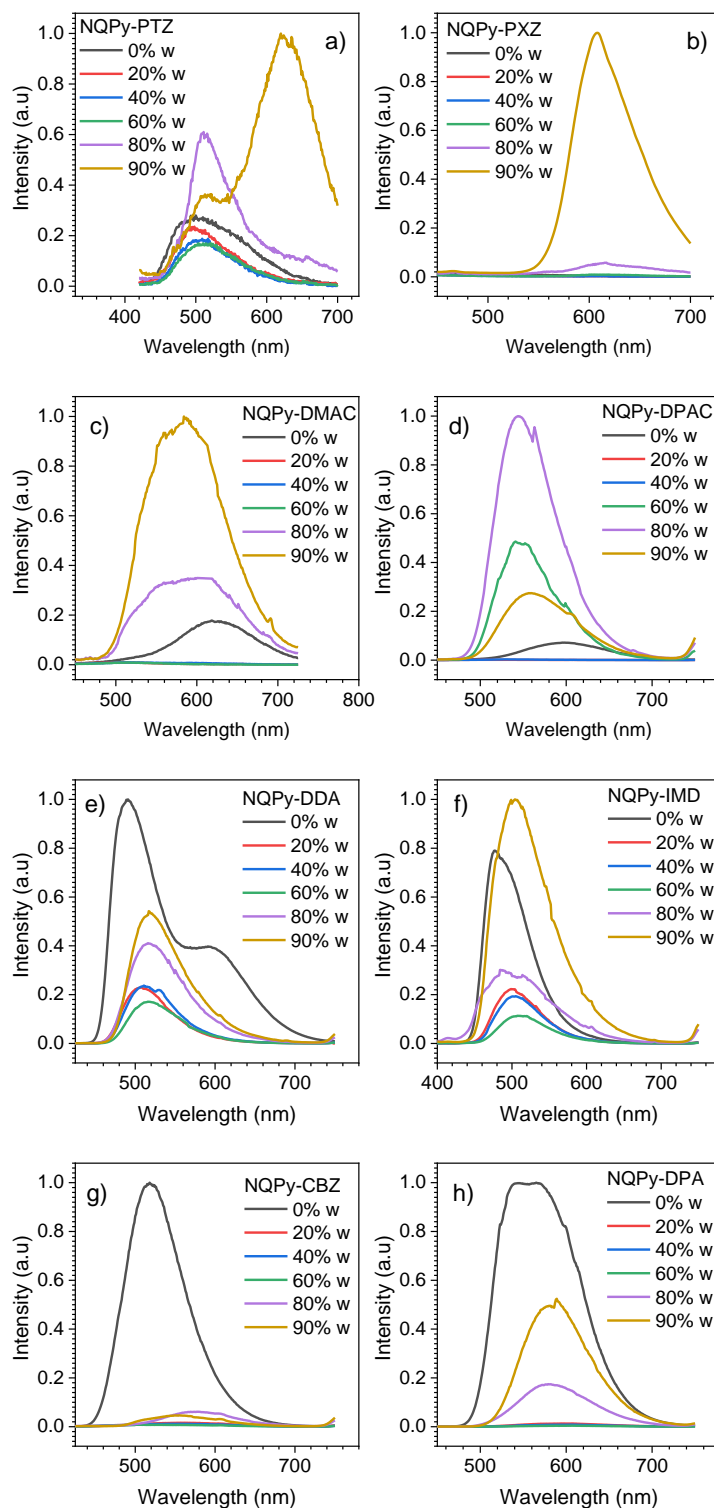 NQPy-PTZ
a)
0% w
20% w
40% w
60% w
80% w
90% w
1.0
0.8
0.6
0.4
0.2
0.0
Intensity (a.u)
400
500
600
700
Wavelength (nm)
NQPy-PXZ
b)
0% w
20% w
40% w
60% w
80% w
90% w
1.0
0.8
0.6
0.4
0.2
0.0
Intensity (a.u)
500
600
700
Wavelength (nm)
c)
NQPy-DMAC
0% w
20% w
40% w
60% w
80% w
90% w
1.0
0.8
0.6
0.4
0.2
0.0
Intensity (a.u)
500
600
700
800
Wavelength (nm)
d)
NQPy-DPAC
0% w
20% w
40% w
60% w
80% w
90% w
1.0
0.8
0.6
0.4
0.2
0.0
Intensity (a.u)
500
600
700
Wavelength (nm)
e)
NQPy-DDA
0% w
20% w
40% w
60% w
80% w
90% w
1.0
0.8
0.6
0.4
0.2
0.0
Intensity (a.u)
500
600
700
Wavelength (nm)
f)
NQPy-IMD
0% w
20% w
40% w
60% w
80% w
90% w
1.0
0.8
0.6
0.4
0.2
0.0
Intensity (a.u)
400
500
600
700
Wavelength (nm)
g)
NQPy-CBZ
0% w
20% w
40% w
60% w
80% w
90% w
1.0
0.8
0.6
0.4
0.2
0.0
Intensity (a.u)
500
600
700
Wavelength (nm)
h)
NQPy-DPA
0% w
20% w
40% w
60% w
80% w
90% w
1.0
0.8
0.6
0.4
0.2
0.0
Intensity (a.u)
500
600
700
Wavelength (nm)